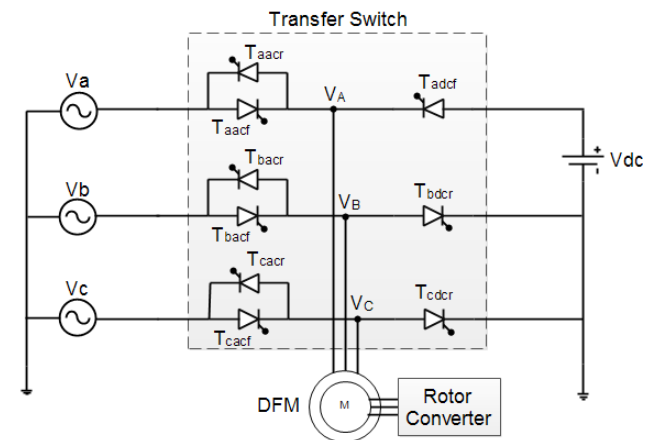 Transfer Switch
Taacr
Va
VA
Tadcf
Taacf
+
Vdc
-
Tbacr
Vb
VB
Tbdcr
Tbacf
Tcacr
Vc
VC
Tcdcr
Tcacf
DFM
M
Rotor
Converter